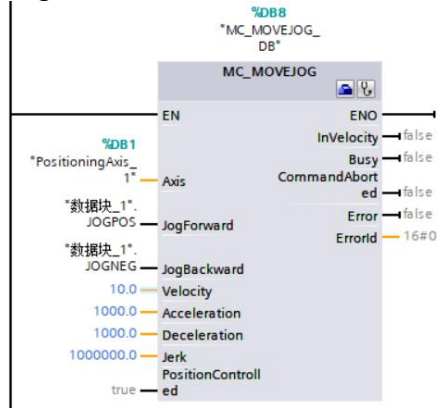 %DB8
"MC_MOVEJOG_
DB"
MC_MOVEJOG
EN
ENO
InVelocity
false
%DB1
Busy
false
"PositioningAxis_
1"
Axis
CommandAbort
ed
false
"数据块_1".
JOGPOS
JogForward
Error
false
ErrorId
16#0
"数据块_1".
JOGNEG
JogBackward
10.0
Velocity
1000.0
Acceleration
1000.0
Deceleration
1000000.0
Jerk
PositionControll
true
ed